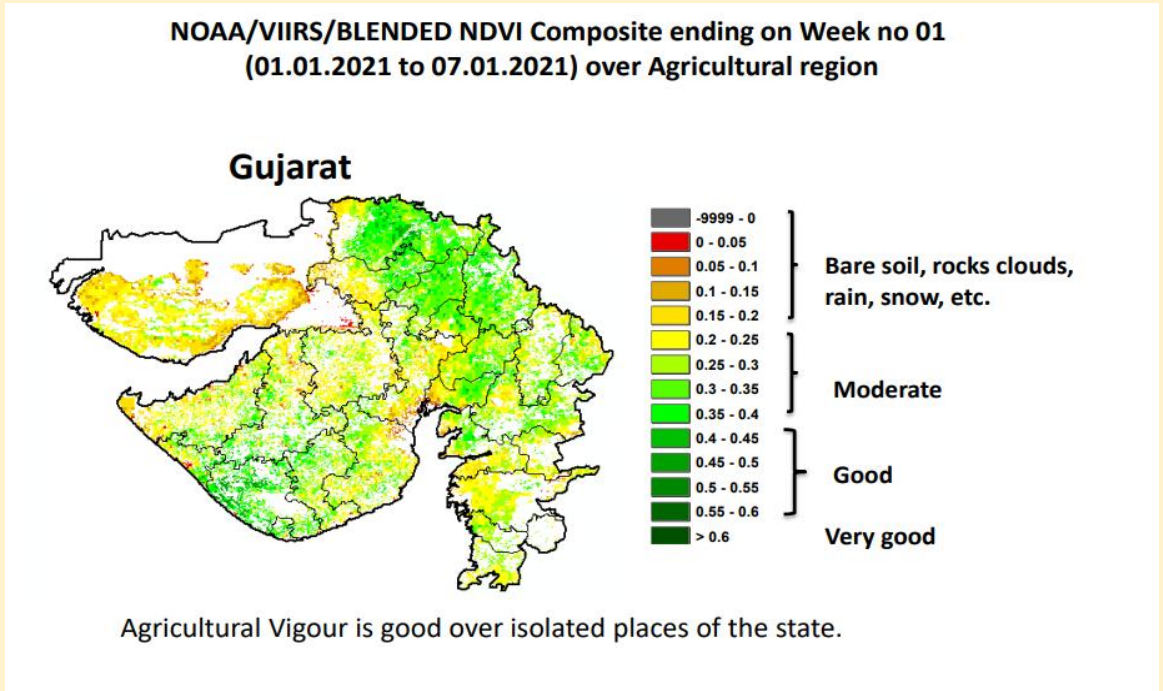 NOAA/VIIRS/BLENDED NDVI Composite ending on Week no 01
(01.01.2021 to 07.01.2021) over Agricultural region
Gujarat
-9999 - 0
0 - 0.05
0.05 - 0.1
0.1 - 0.15
0.15 - 0.2
0.2 - 0.25
0.25 - 0.3
0.3 - 0.35
0.35 - 0.4
0.4 - 0.45
0.45 - 0.5
0.5 - 0.55
0.55 - 0.6
> 0.6
Bare soil, rocks clouds,
rain, snow, etc.
Moderate
Good
Very good
Agricultural Vigour is good over isolated places of the state.